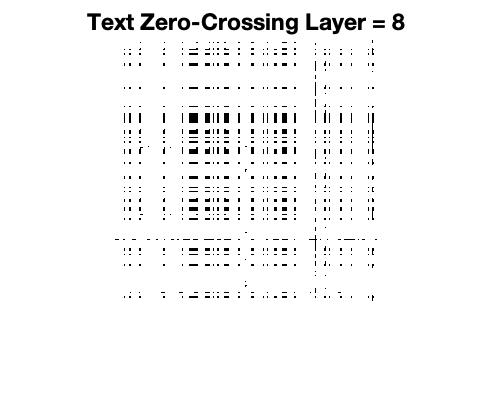 Text Zero-Crossing Layer = 8